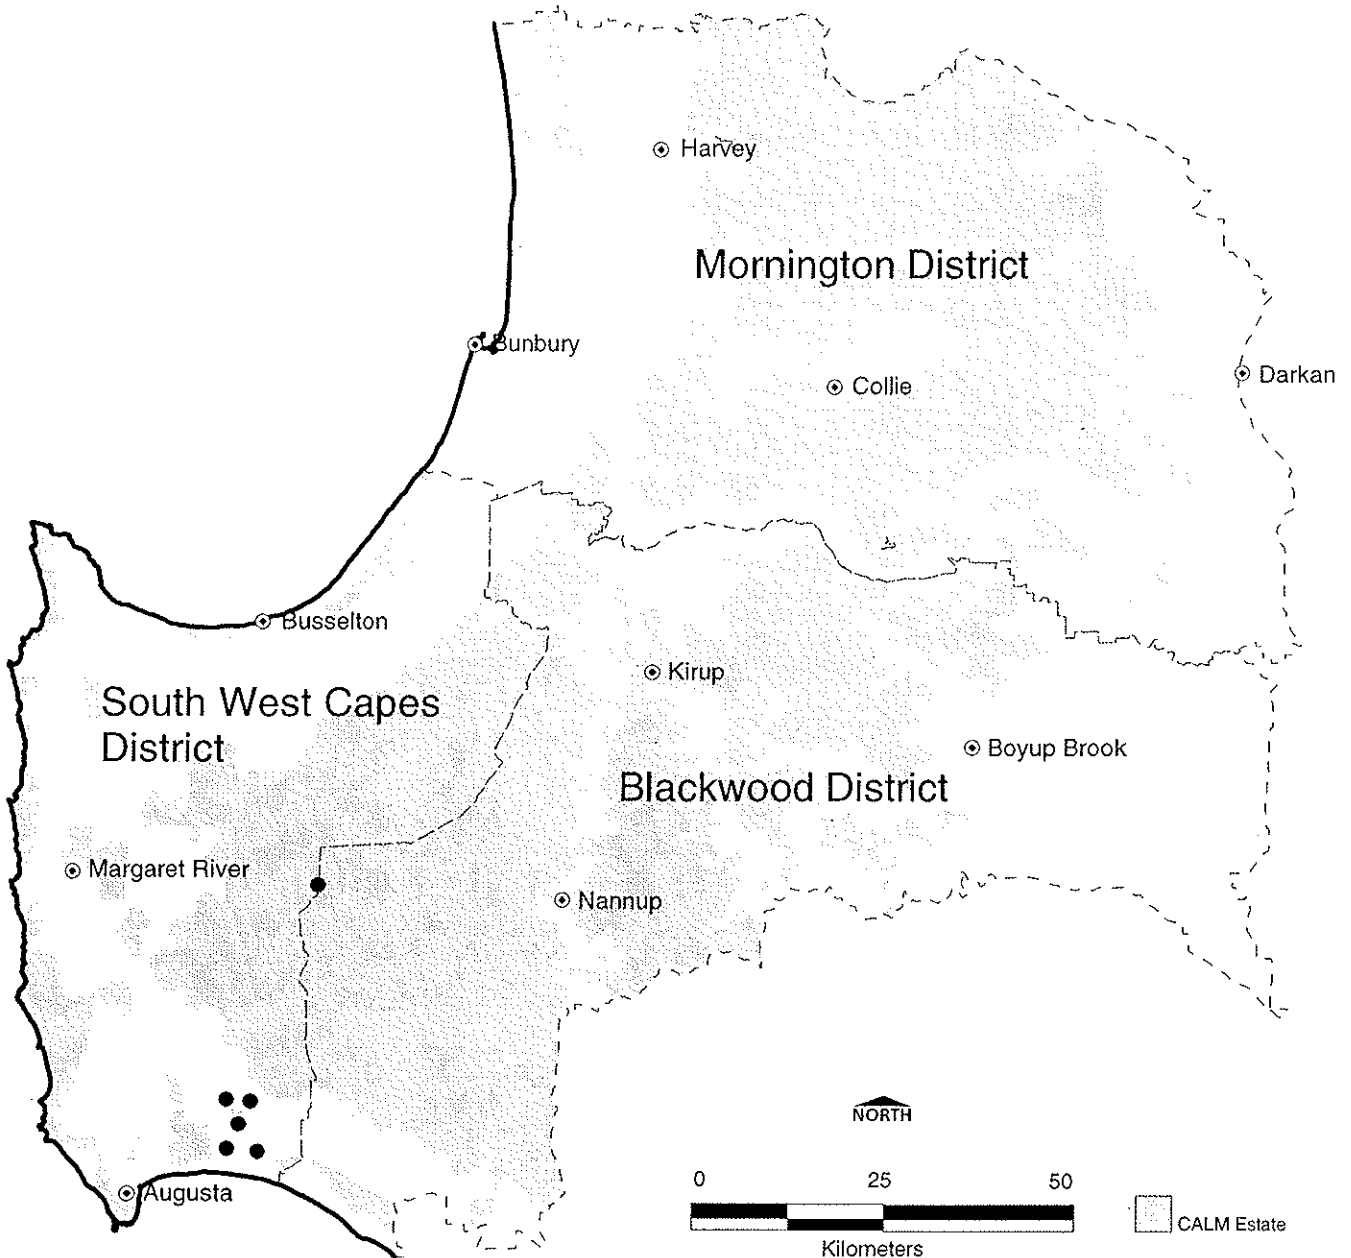 Harvey
Mornington District
Bunbury
Collie
Darkan
Busselton
Kirup
South West Capes
District
Boyup Brook
Blackwood District
Margaret River
Nannup
NORTH
Augusta
0 25 50
Kilometers
CALM Estate